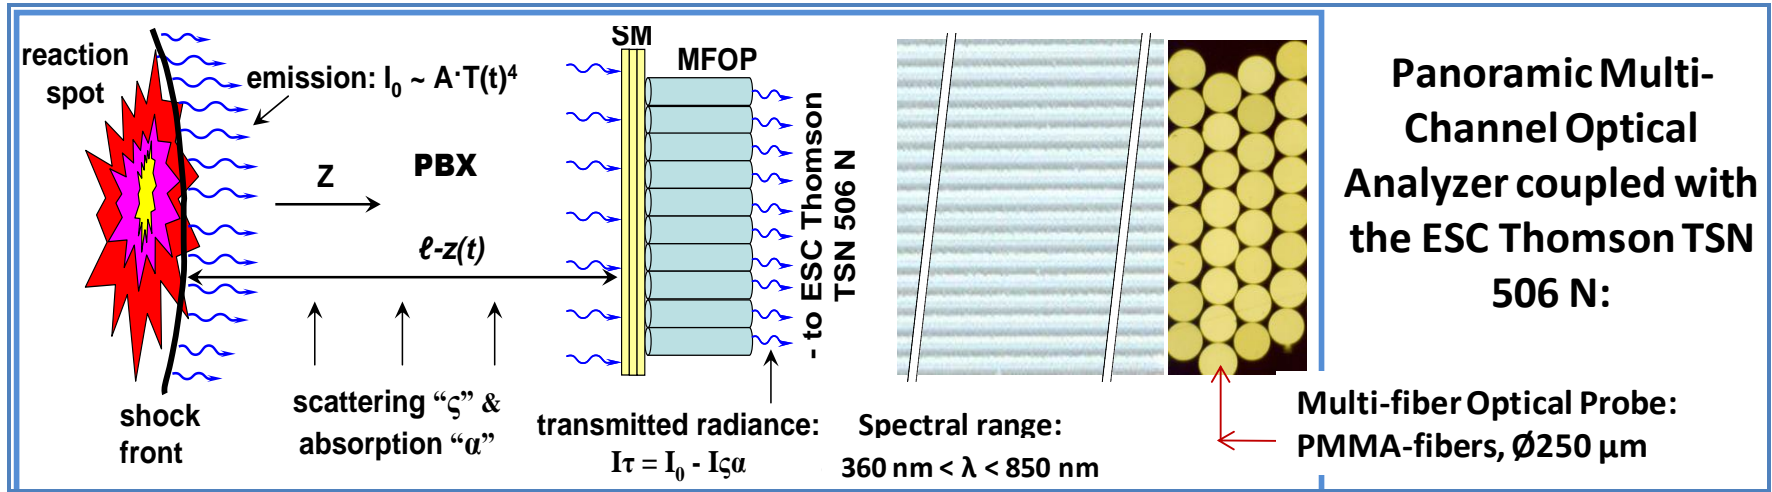 reaction
spot
emission: I₀ ~ A·T(t)⁴
Z
PBX
ℓ-z(t)
shock
front
scattering “ς” &
absorption “α”
SM
MFOP
- to ESC Thomson
TSN 506 N
transmitted radiance:
Iτ = I₀ - Iςα
Spectral range:
360 nm < λ < 850 nm
Panoramic Multi-
Channel Optical
Analyzer coupled with
the ESC Thomson TSN
506 N:
Multi-fiber Optical Probe:
PMMA-fibers, Ø250 μm